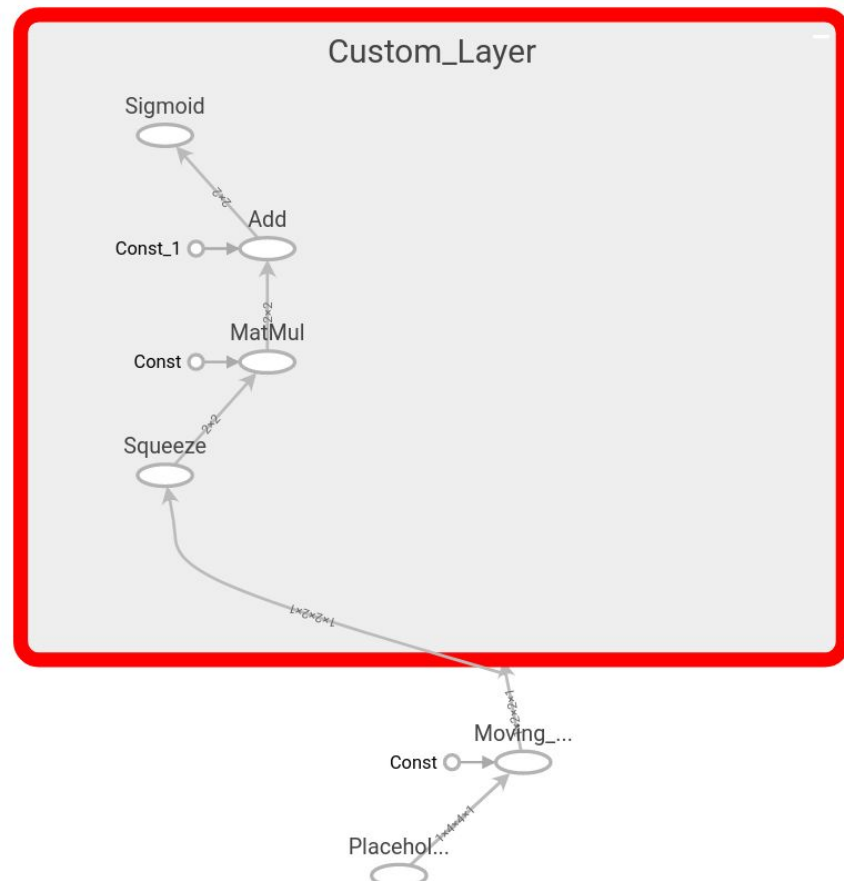 Custom_Layer
Sigmoid
2×2
Add
Const_1
2×2
MatMul
Const
2×2
Squeeze
1×2×2×1
1×2×2×1
Moving_...
Const
1×4×4×1
Placehol...